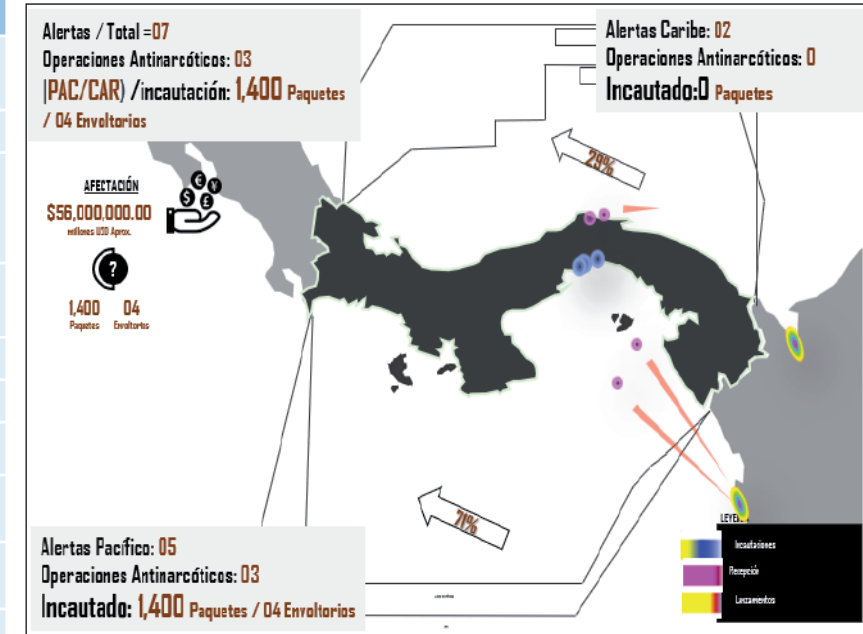 Alertas / Total =07
Operaciones Antinarcóticos: 03
|PAC/CAR) /incautación: 1,400 Paquetes
/ 04 Envoltorios
Alertas Caribe: 02
Operaciones Antinarcóticos: 0
Incautado:0 Paquetes
29%
AFECTACIÓN
$56,000,000.00
millones USD Aprox.
?
1,400 04
Paquetes Envoltorios
71%
Alertas Pacífico: 05
Operaciones Antinarcóticos: 03
Incautado: 1,400 Paquetes / 04 Envoltorios
Incautaciones
Recepción
Lanzamientos